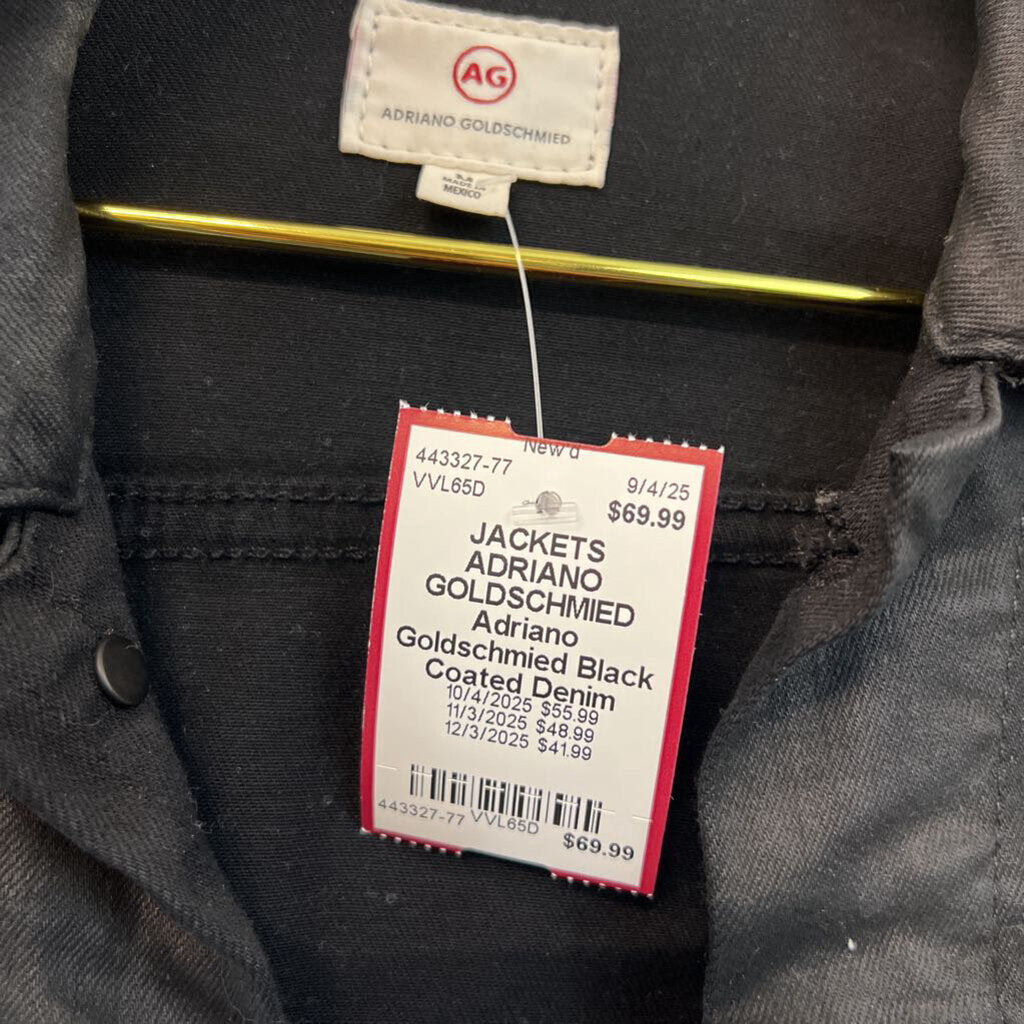 AG
ADRIANO GOLDSCHMIED
MADE IN
MEXICO
New'd
443327-77
9/4/25
VVL65D
$69.99
JACKETS
ADRIANO
GOLDSCHMIED
Adriano
Goldschmied Black
Coated Denim
10/4/2025 $55.99
11/3/2025 $48.99
12/3/2025 $41.99
443327-77 VVL65D
$69.99